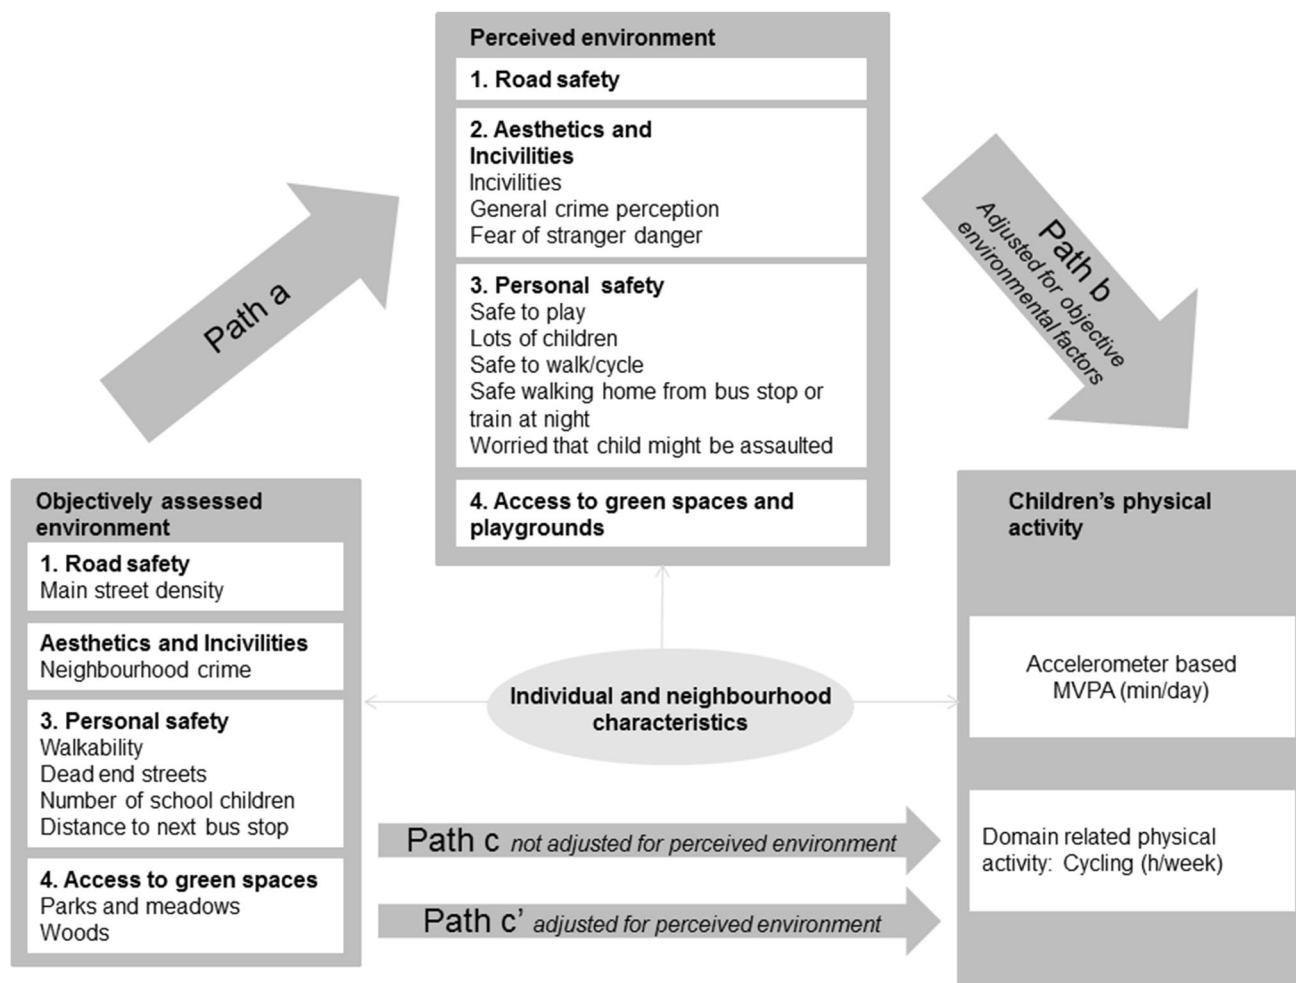 Perceived environment
1. Road safety
2. Aesthetics and
Incivilities
Incivilities
General crime perception
Fear of stranger danger
3. Personal safety
Safe to play
Lots of children
Safe to walk/cycle
Safe walking home from bus stop or
train at night
Worried that child might be assaulted
4. Access to green spaces and
playgrounds
Path a
Path b
Adjusted for objective
environmental factors
Objectively assessed
environment
1. Road safety
Main street density
Aesthetics and Incivilities
Neighbourhood crime
3. Personal safety
Walkability
Dead end streets
Number of school children
Distance to next bus stop
4. Access to green spaces
Parks and meadows
Woods
Individual and neighbourhood
characteristics
Path c not adjusted for perceived environment
Path c’ adjusted for perceived environment
Children’s physical
activity
Accelerometer based
MVPA (min/day)
Domain related physical
activity: Cycling (h/week)